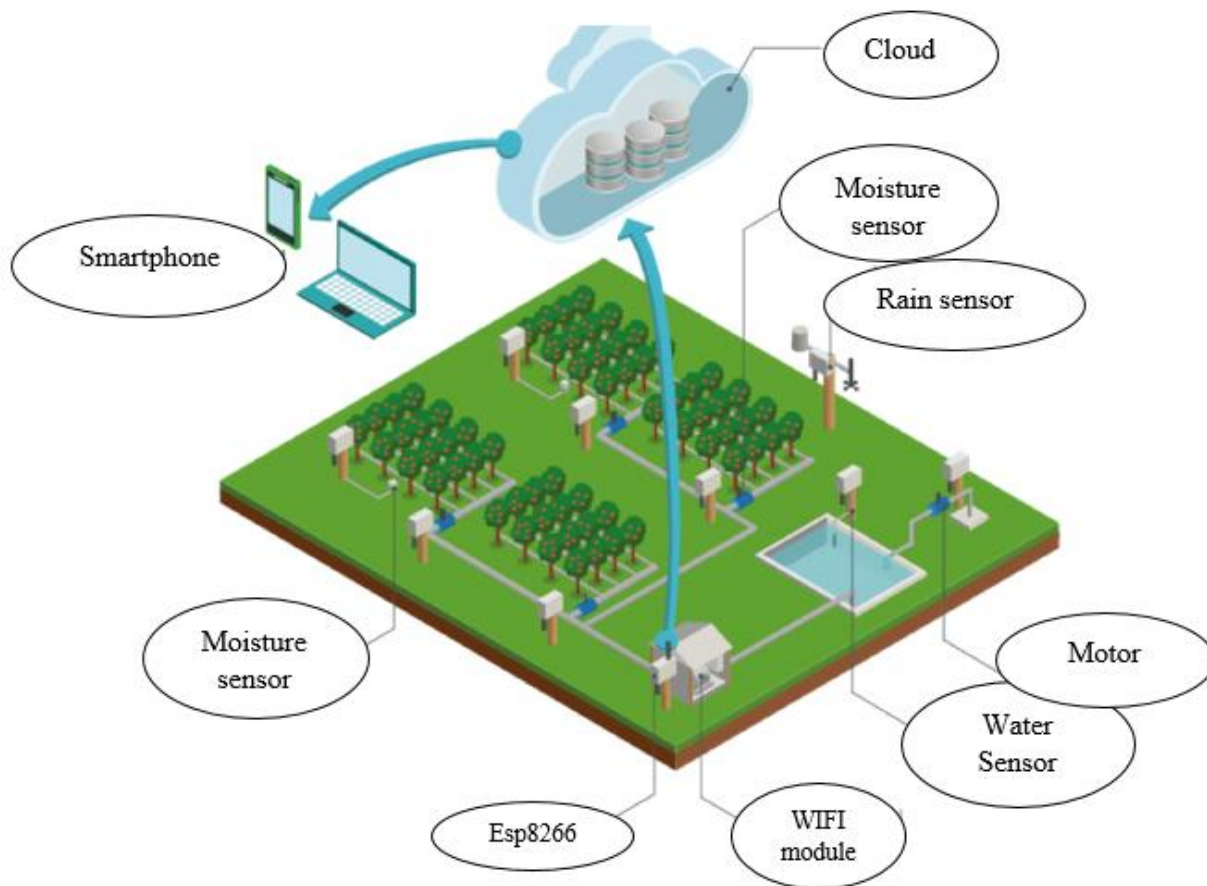 Cloud
Moisture
sensor
Smartphone
Rain sensor
Moisture
sensor
Motor
Water
Sensor
Esp8266
WIFI
module